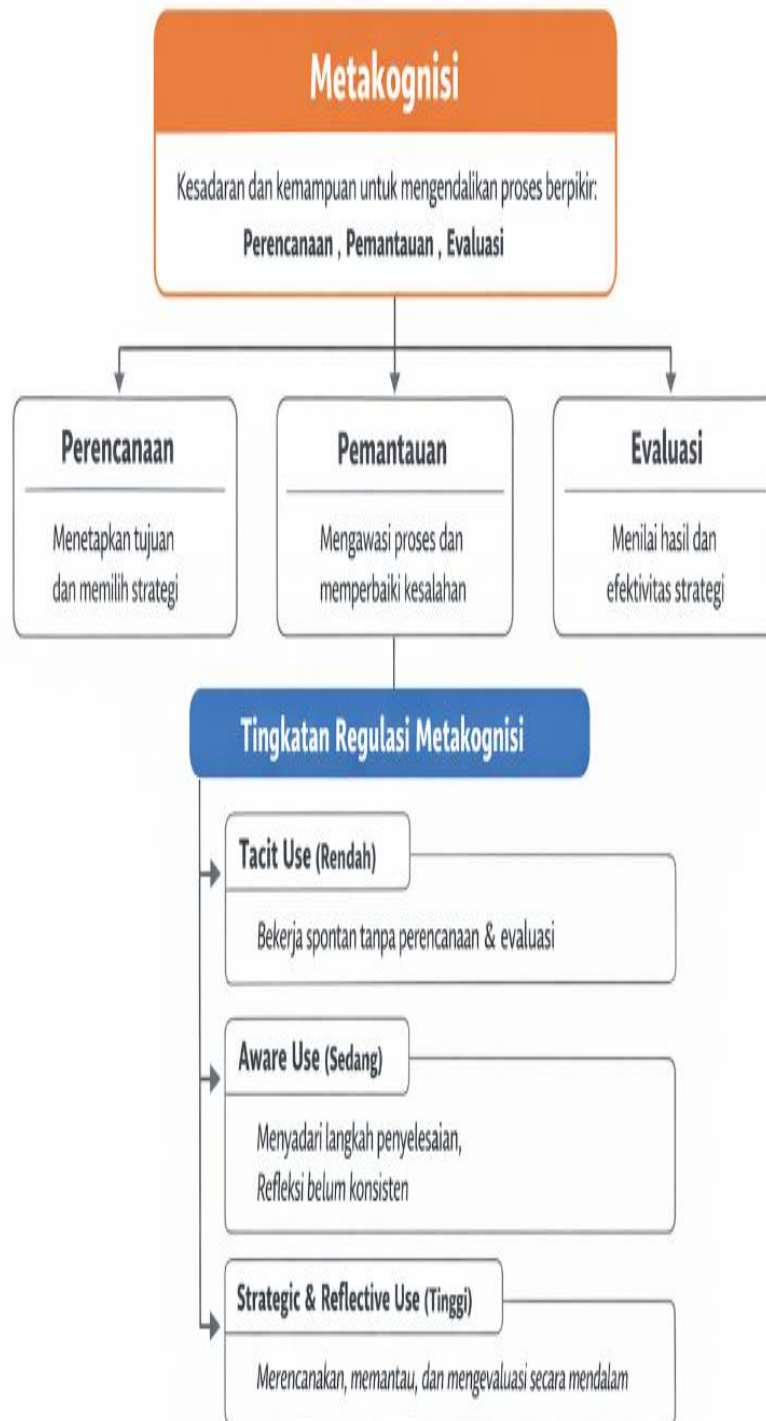 Metakognisi
Kesadaran dan kemampuan untuk mengendalikan proses berpikir:
Perencanaan , Pemantauan , Evaluasi
Perencanaan
Menetapkan tujuan
dan memilih strategi
Pemantauan
Mengawasi proses dan
memperbaiki kesalahan
Evaluasi
Menilai hasil dan
efektivitas strategi
Tingkatan Regulasi Metakognisi
Tacit Use (Rendah)
Bekerja spontan tanpa perencanaan & evaluasi
Aware Use (Sedang)
Menyadari langkah penyelesaian,
Refleksi belum konsisten
Strategic & Reflective Use (Tinggi)
Merencanakan, memantau, dan mengevaluasi secara mendalam